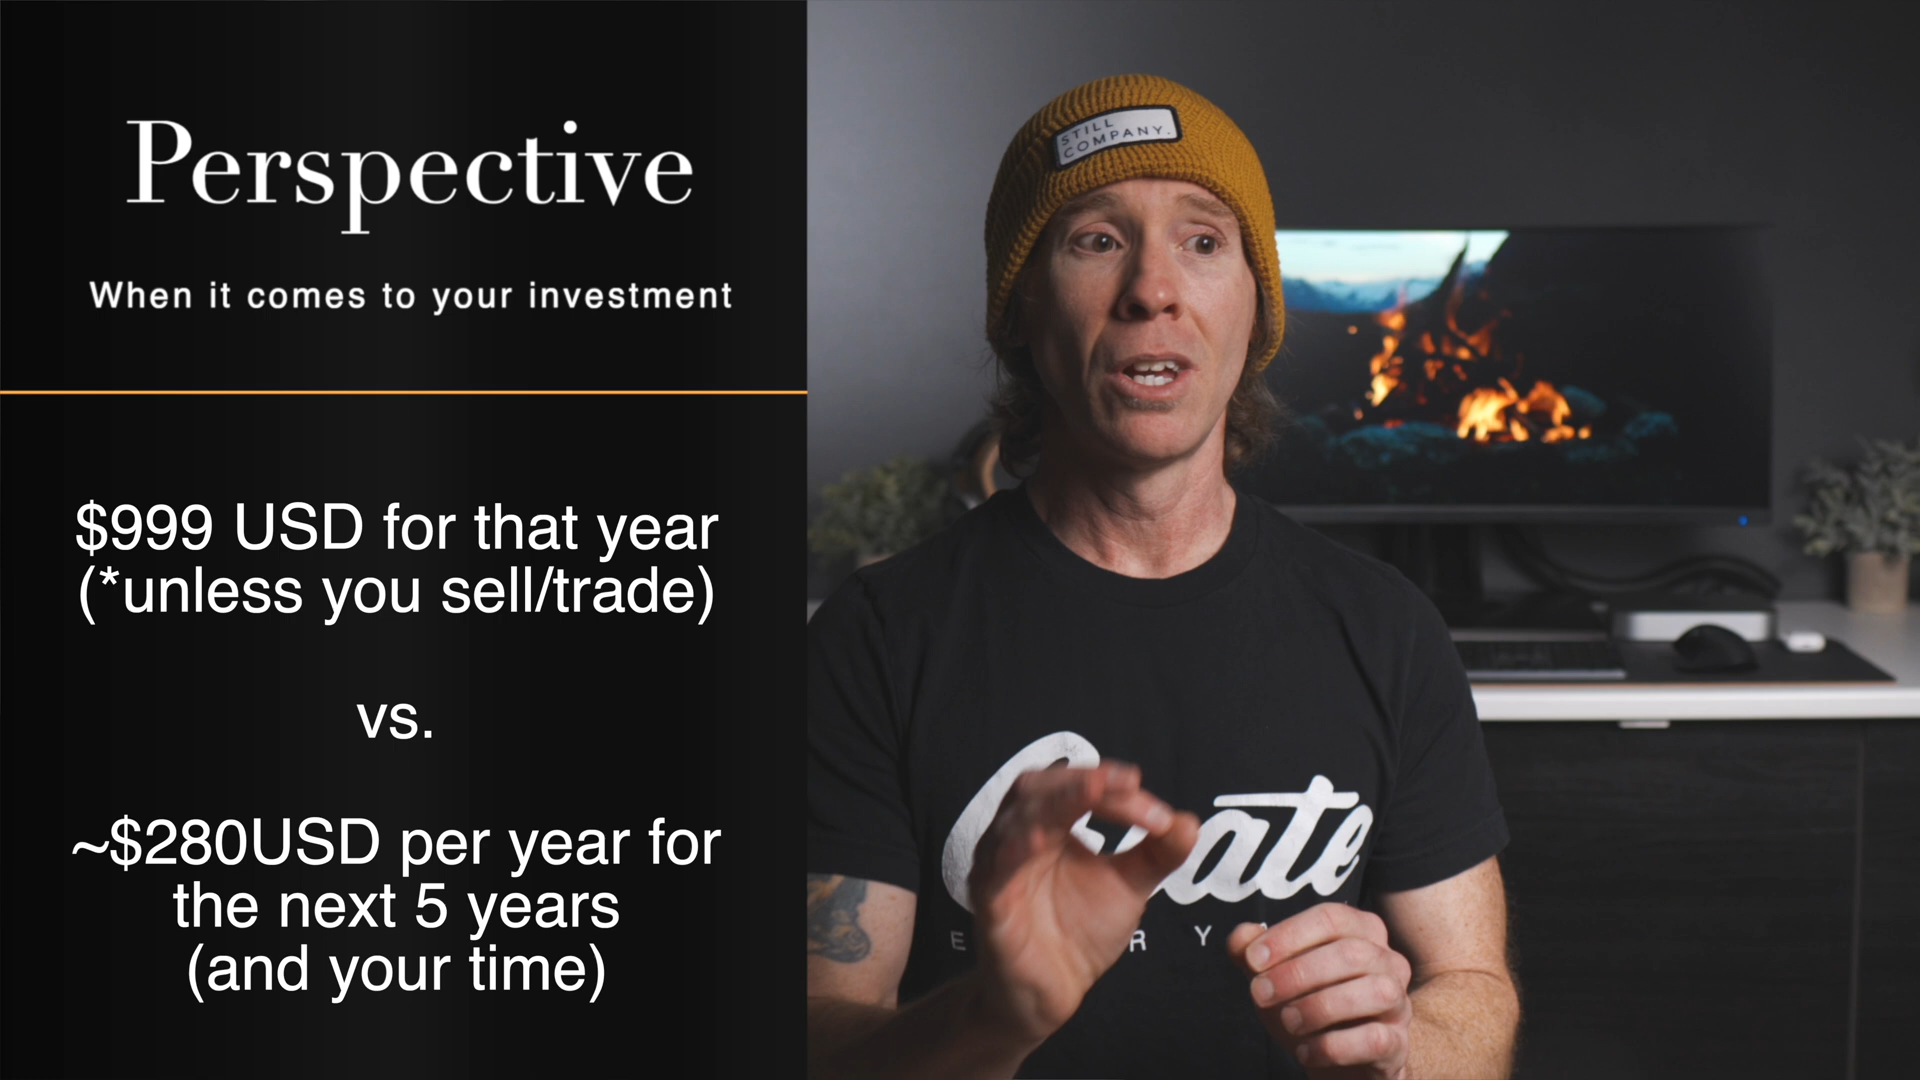 Perspective
When it comes to your investment
$999 USD for that year
(*unless you sell/trade)
vs.
~$280USD per year for
the next 5 years
(and your time)
STILL
COMPANY.